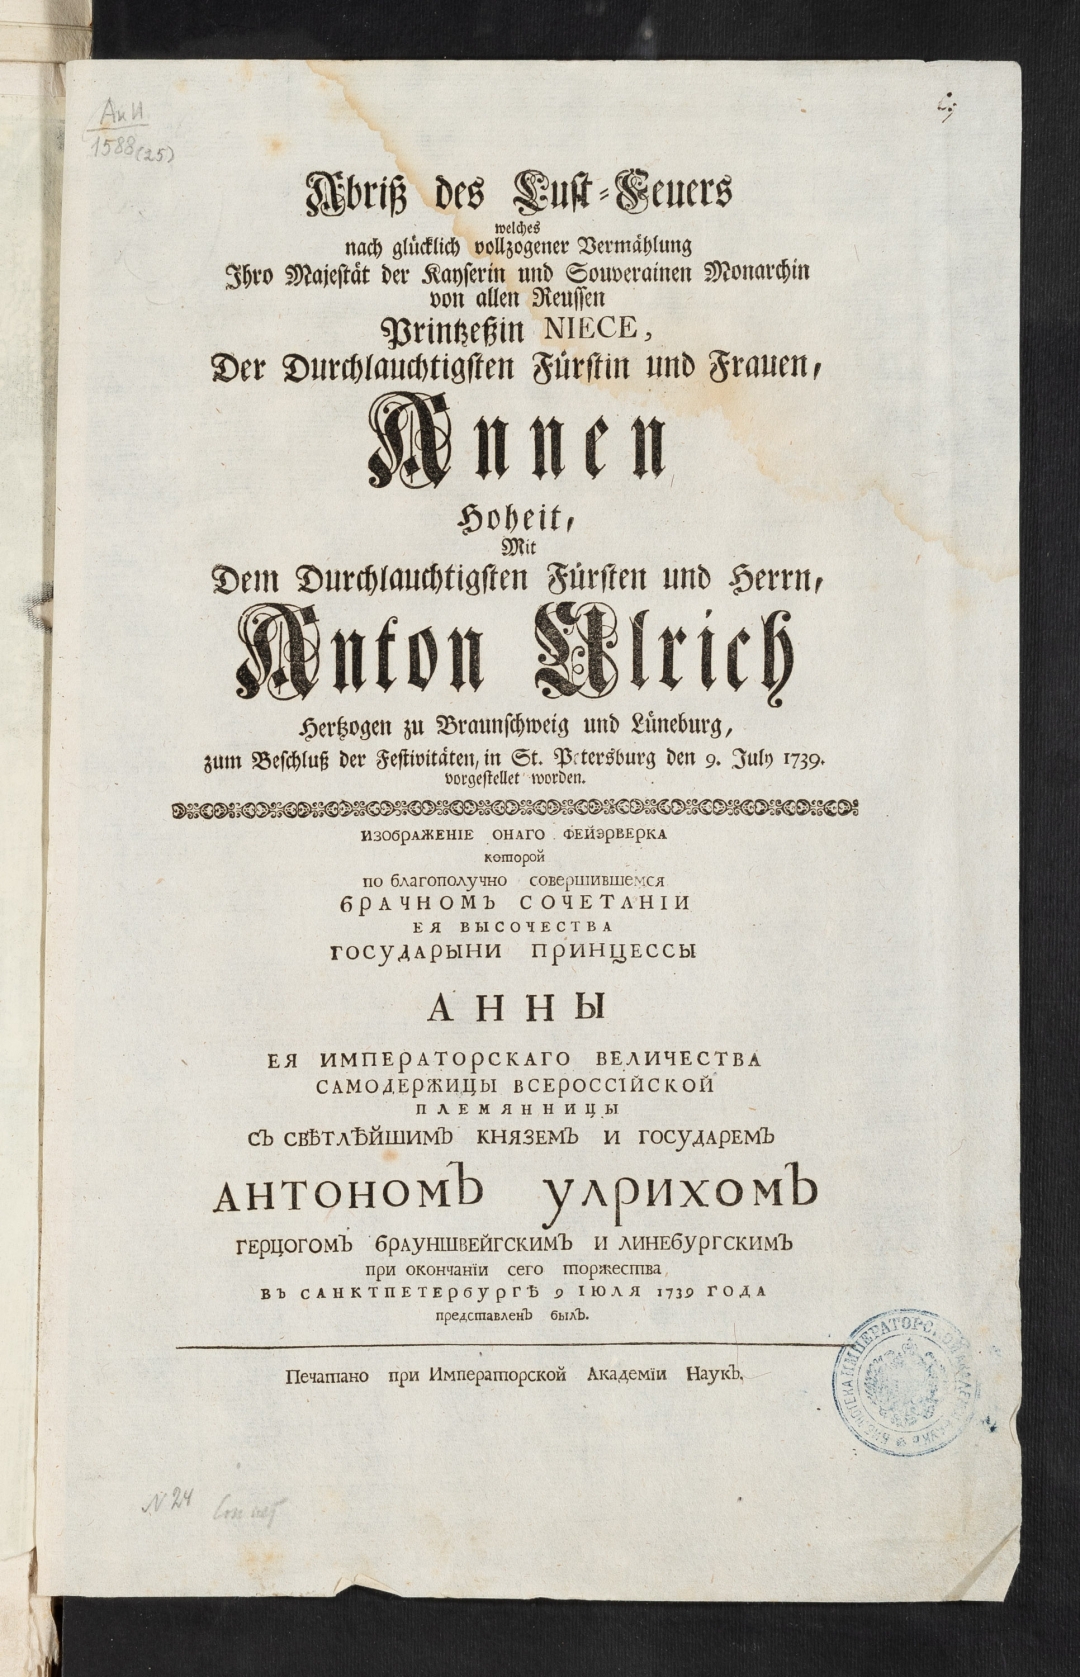 АкИ
1588(25)
Abriß des Lust-Feuers
welches
nach glücklich vollzogener Vermählung
Ihro Majestät der Kayserin und Souverainen Monarchin
von allen Reussen
Printzeßin NIECE,
Der Durchlauchtigsten Fürstin und Frauen,
Annen
Hoheit,
Mit
Dem Durchlauchtigsten Fürsten und Herrn,
Anton Ulrich
Hertzogen zu Braunschweig und Lüneburg,
zum Beschluß der Festivitäten, in St. Petersburg den 9. July 1739.
vorgestellet worden.
ИЗОБРАЖЕНІЕ ОНАГО ФЕЙЭРВЕРКА
которой
по благополучно совершившемся
БРАЧНОМЪ СОЧЕТАНІИ
ЕЯ ВЫСОЧЕСТВА
ГОСУДАРЫНИ ПРИНЦЕССЫ
АННЫ
ЕЯ ИМПЕРАТОРСКАГО ВЕЛИЧЕСТВА
САМОДЕРЖИЦЫ ВСЕРОССІЙСКОЙ
ПЛЕМЯННИЦЫ
СЪ СВѢТЛѢЙШИМЪ КНЯЗЕМЪ И ГОСУДАРЕМЪ
АНТОНОМЪ УЛРИХОМЪ
ГЕРЦОГОМЪ БРАУНШВЕЙГСКИМЪ И ЛИНЕБУРГСКИМЪ
при окончаніи сего торжества
ВЪ САНКТПЕТЕРБУРГѢ 9 ІЮЛЯ 1739 ГОДА
представленъ былъ.
Печатано при Императорской Академіи Наукъ.
БИБЛІОТЕКА ИМПЕРАТОРСКОЙ АКАДЕМІИ НАУКЪ
N 24